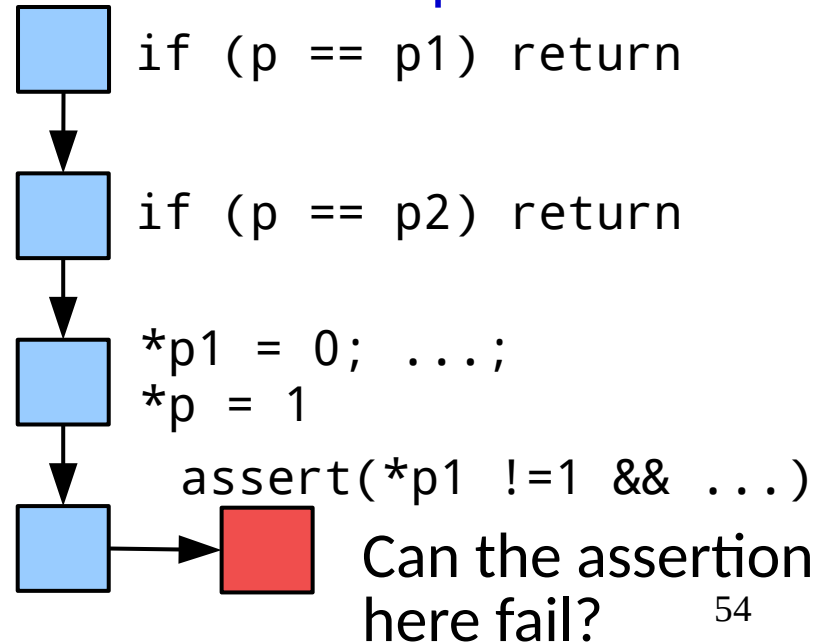 if (p == p1) return
if (p == p2) return
*p1 = 0; ...;
*p = 1
assert(*p1 !=1 && ...)
Can the assertion
here fail?
54